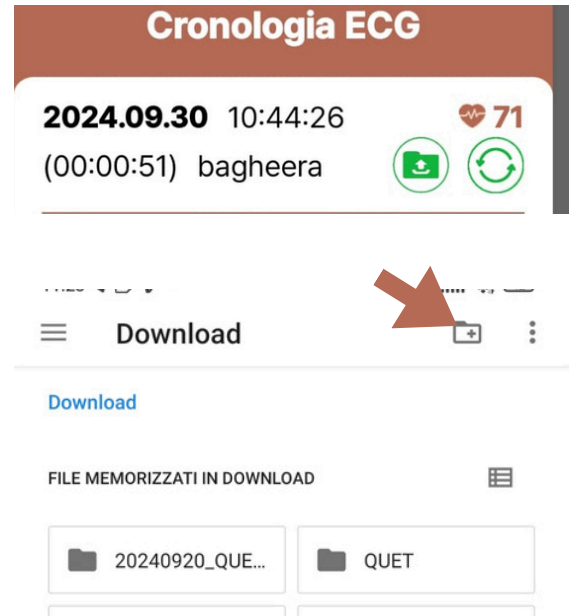 Cronologia ECG
2024.09.30 10:44:26 71
(00:00:51) bagheera
Download
Download
FILE MEMORIZZATI IN DOWNLOAD
20240920_QUE... QUET